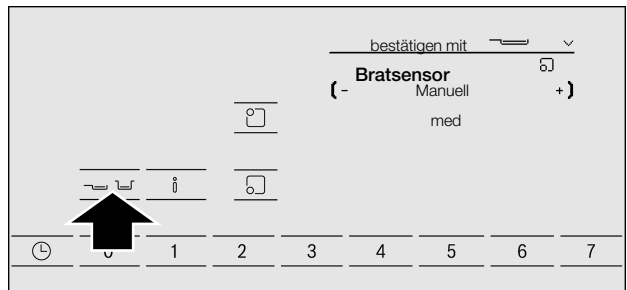 bestätigen mit
Bratsensor
(- Manuell +)
med
i
0 1 2 3 4 5 6 7